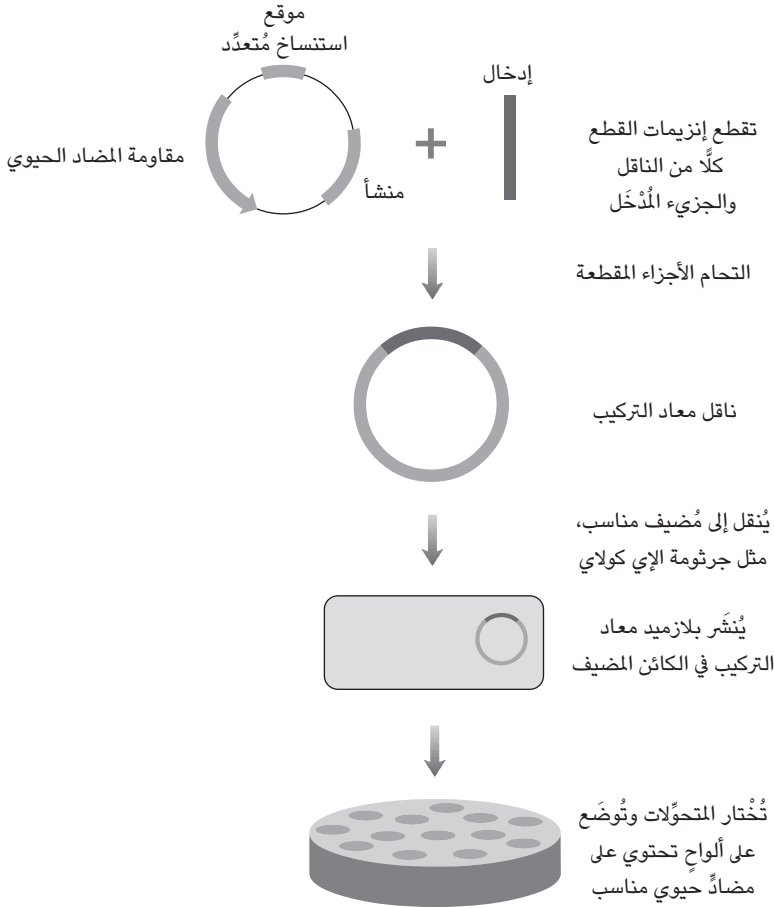 موقع
استنساخ مُتعدِّد
إدخال
مقاومة المضاد الحيوي
منشأ
تقطع إنزيمات القطع
كلًّا من الناقل
والجزيء المُدْخَل
التحام الأجزاء المقطعة
ناقل معاد التركيب
يُنقل إلى مُضيف مناسب،
مثل جرثومة الإي كولاي
يُنشَر بلازميد معاد
التركيب في الكائن المضيف
تُخْتار المتحوِّلات وتُوضَع
على ألواحٍ تحتوي على
مضادٍّ حيوي مناسب